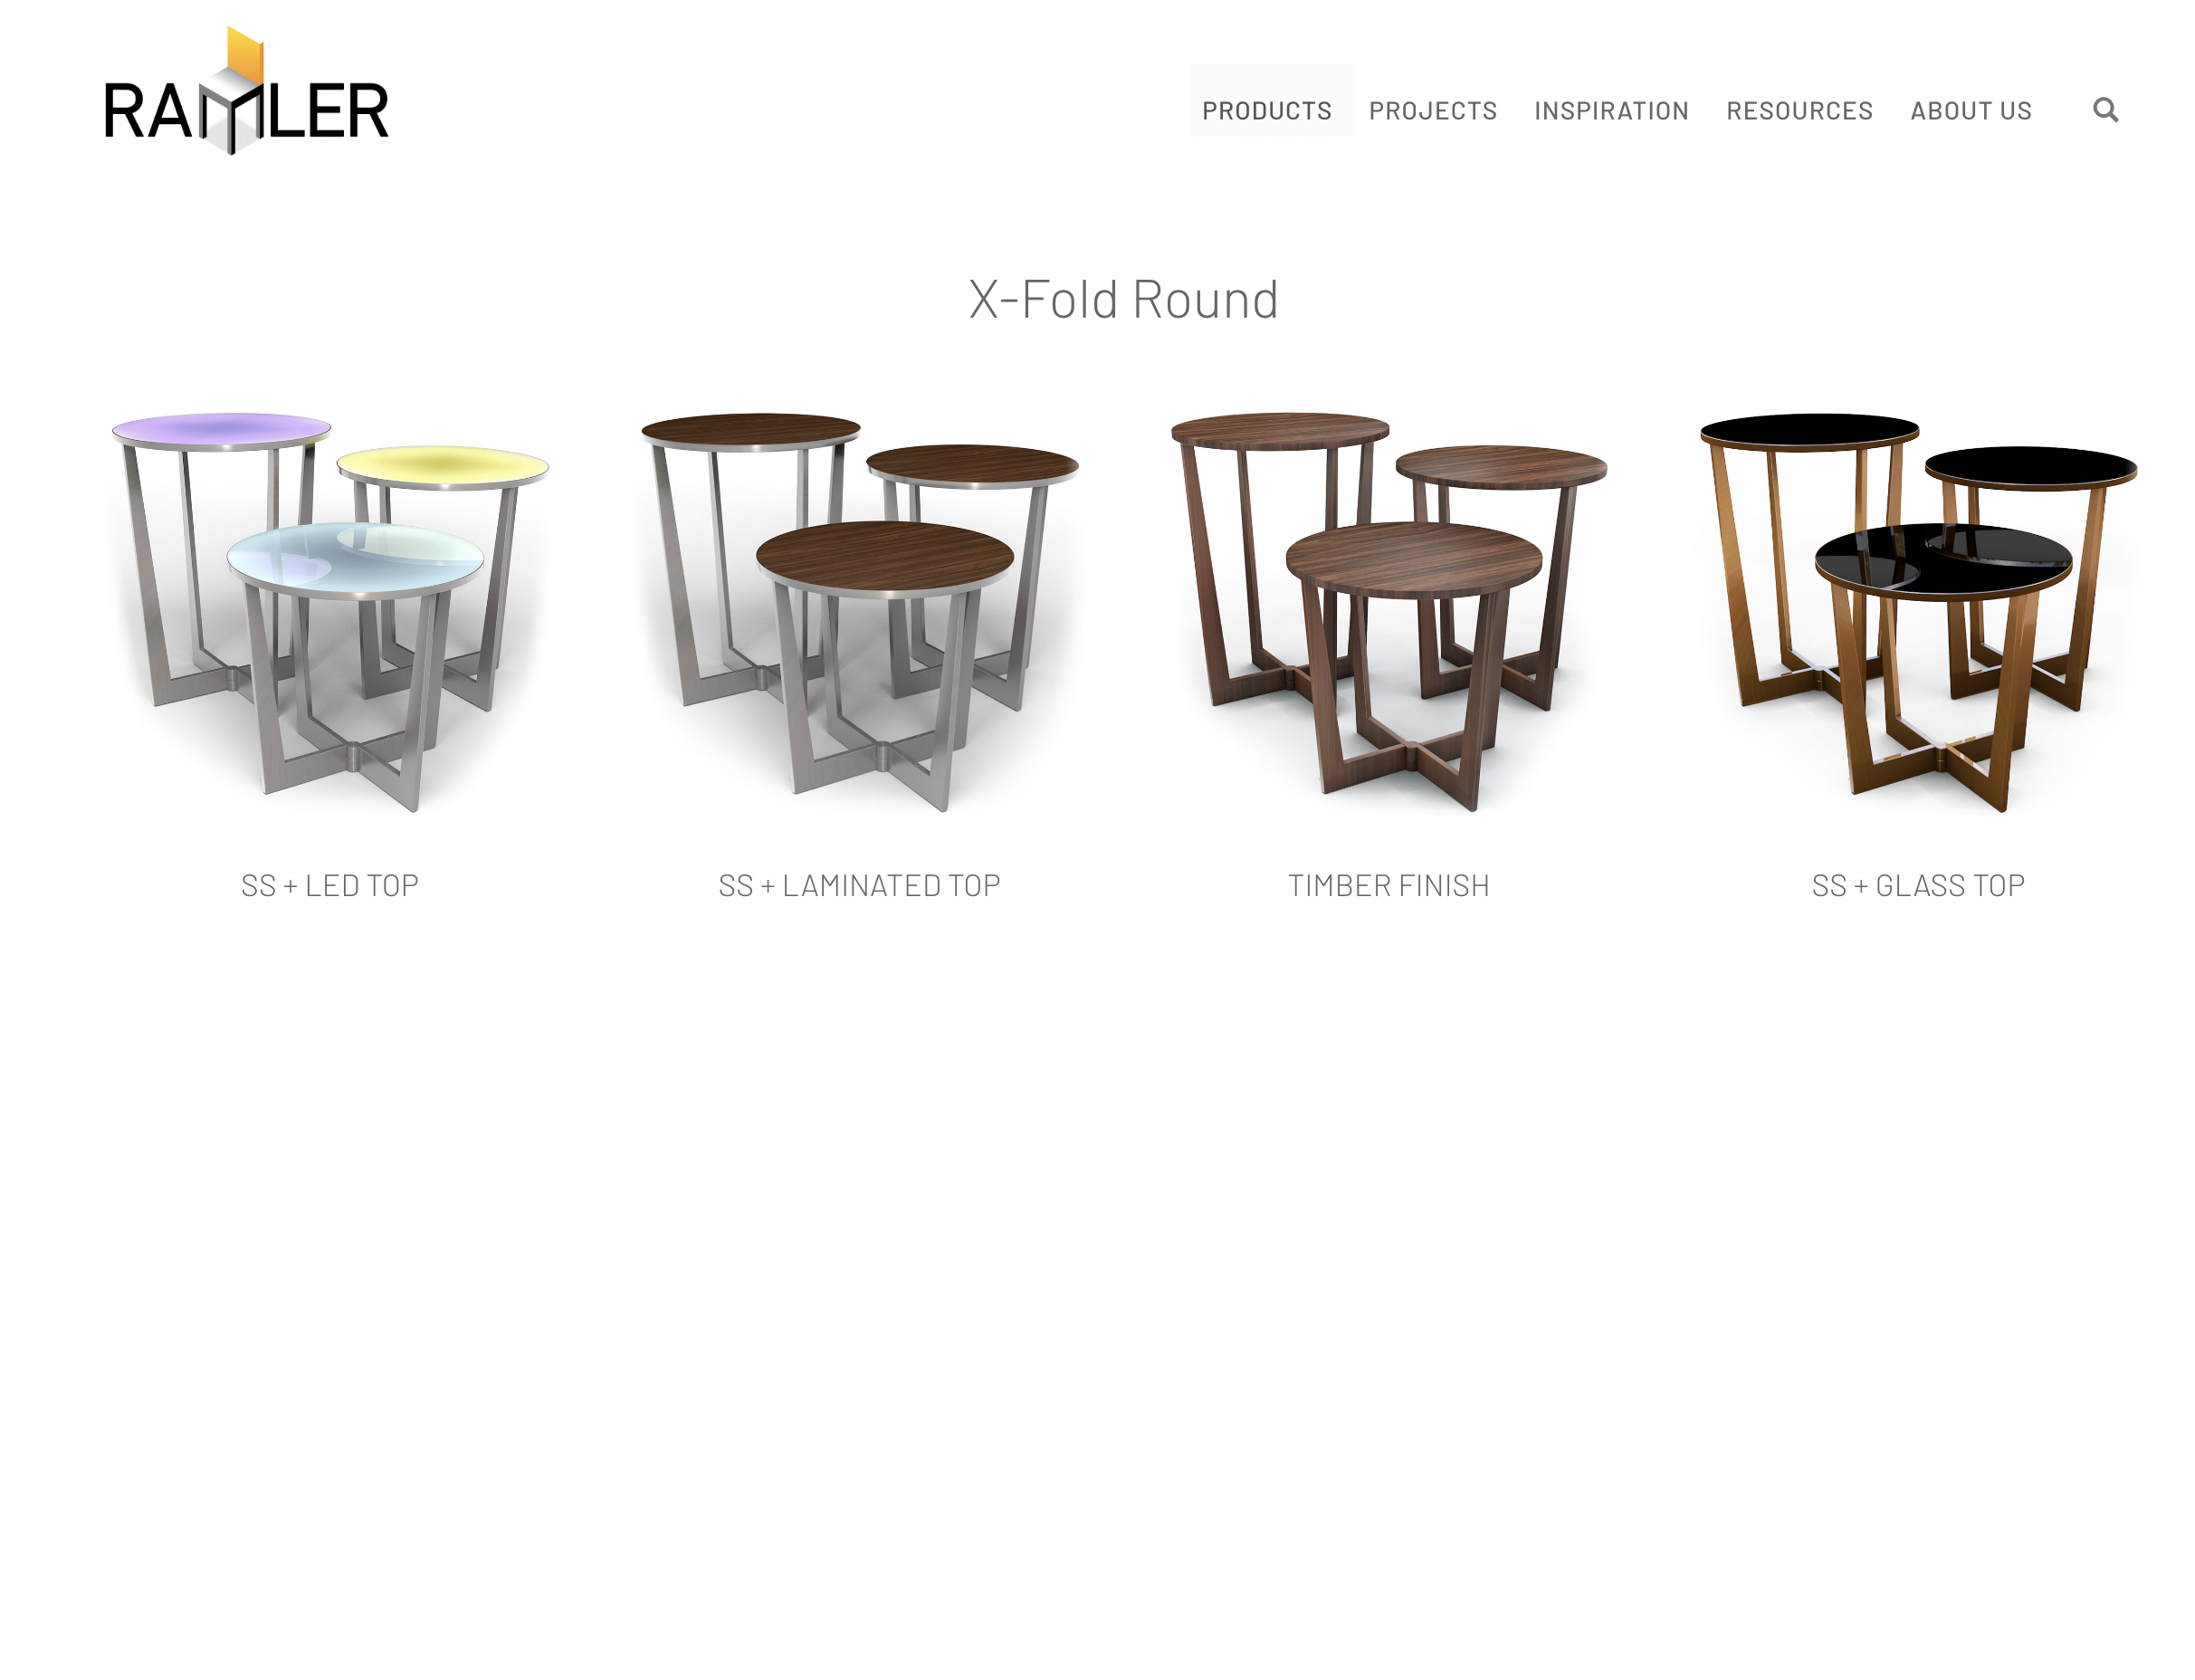 RAMLER
PRODUCTS PROJECTS INSPIRATION RESOURCES ABOUT US
X-Fold Round
SS + LED TOP
SS + LAMINATED TOP
TIMBER FINISH
SS + GLASS TOP